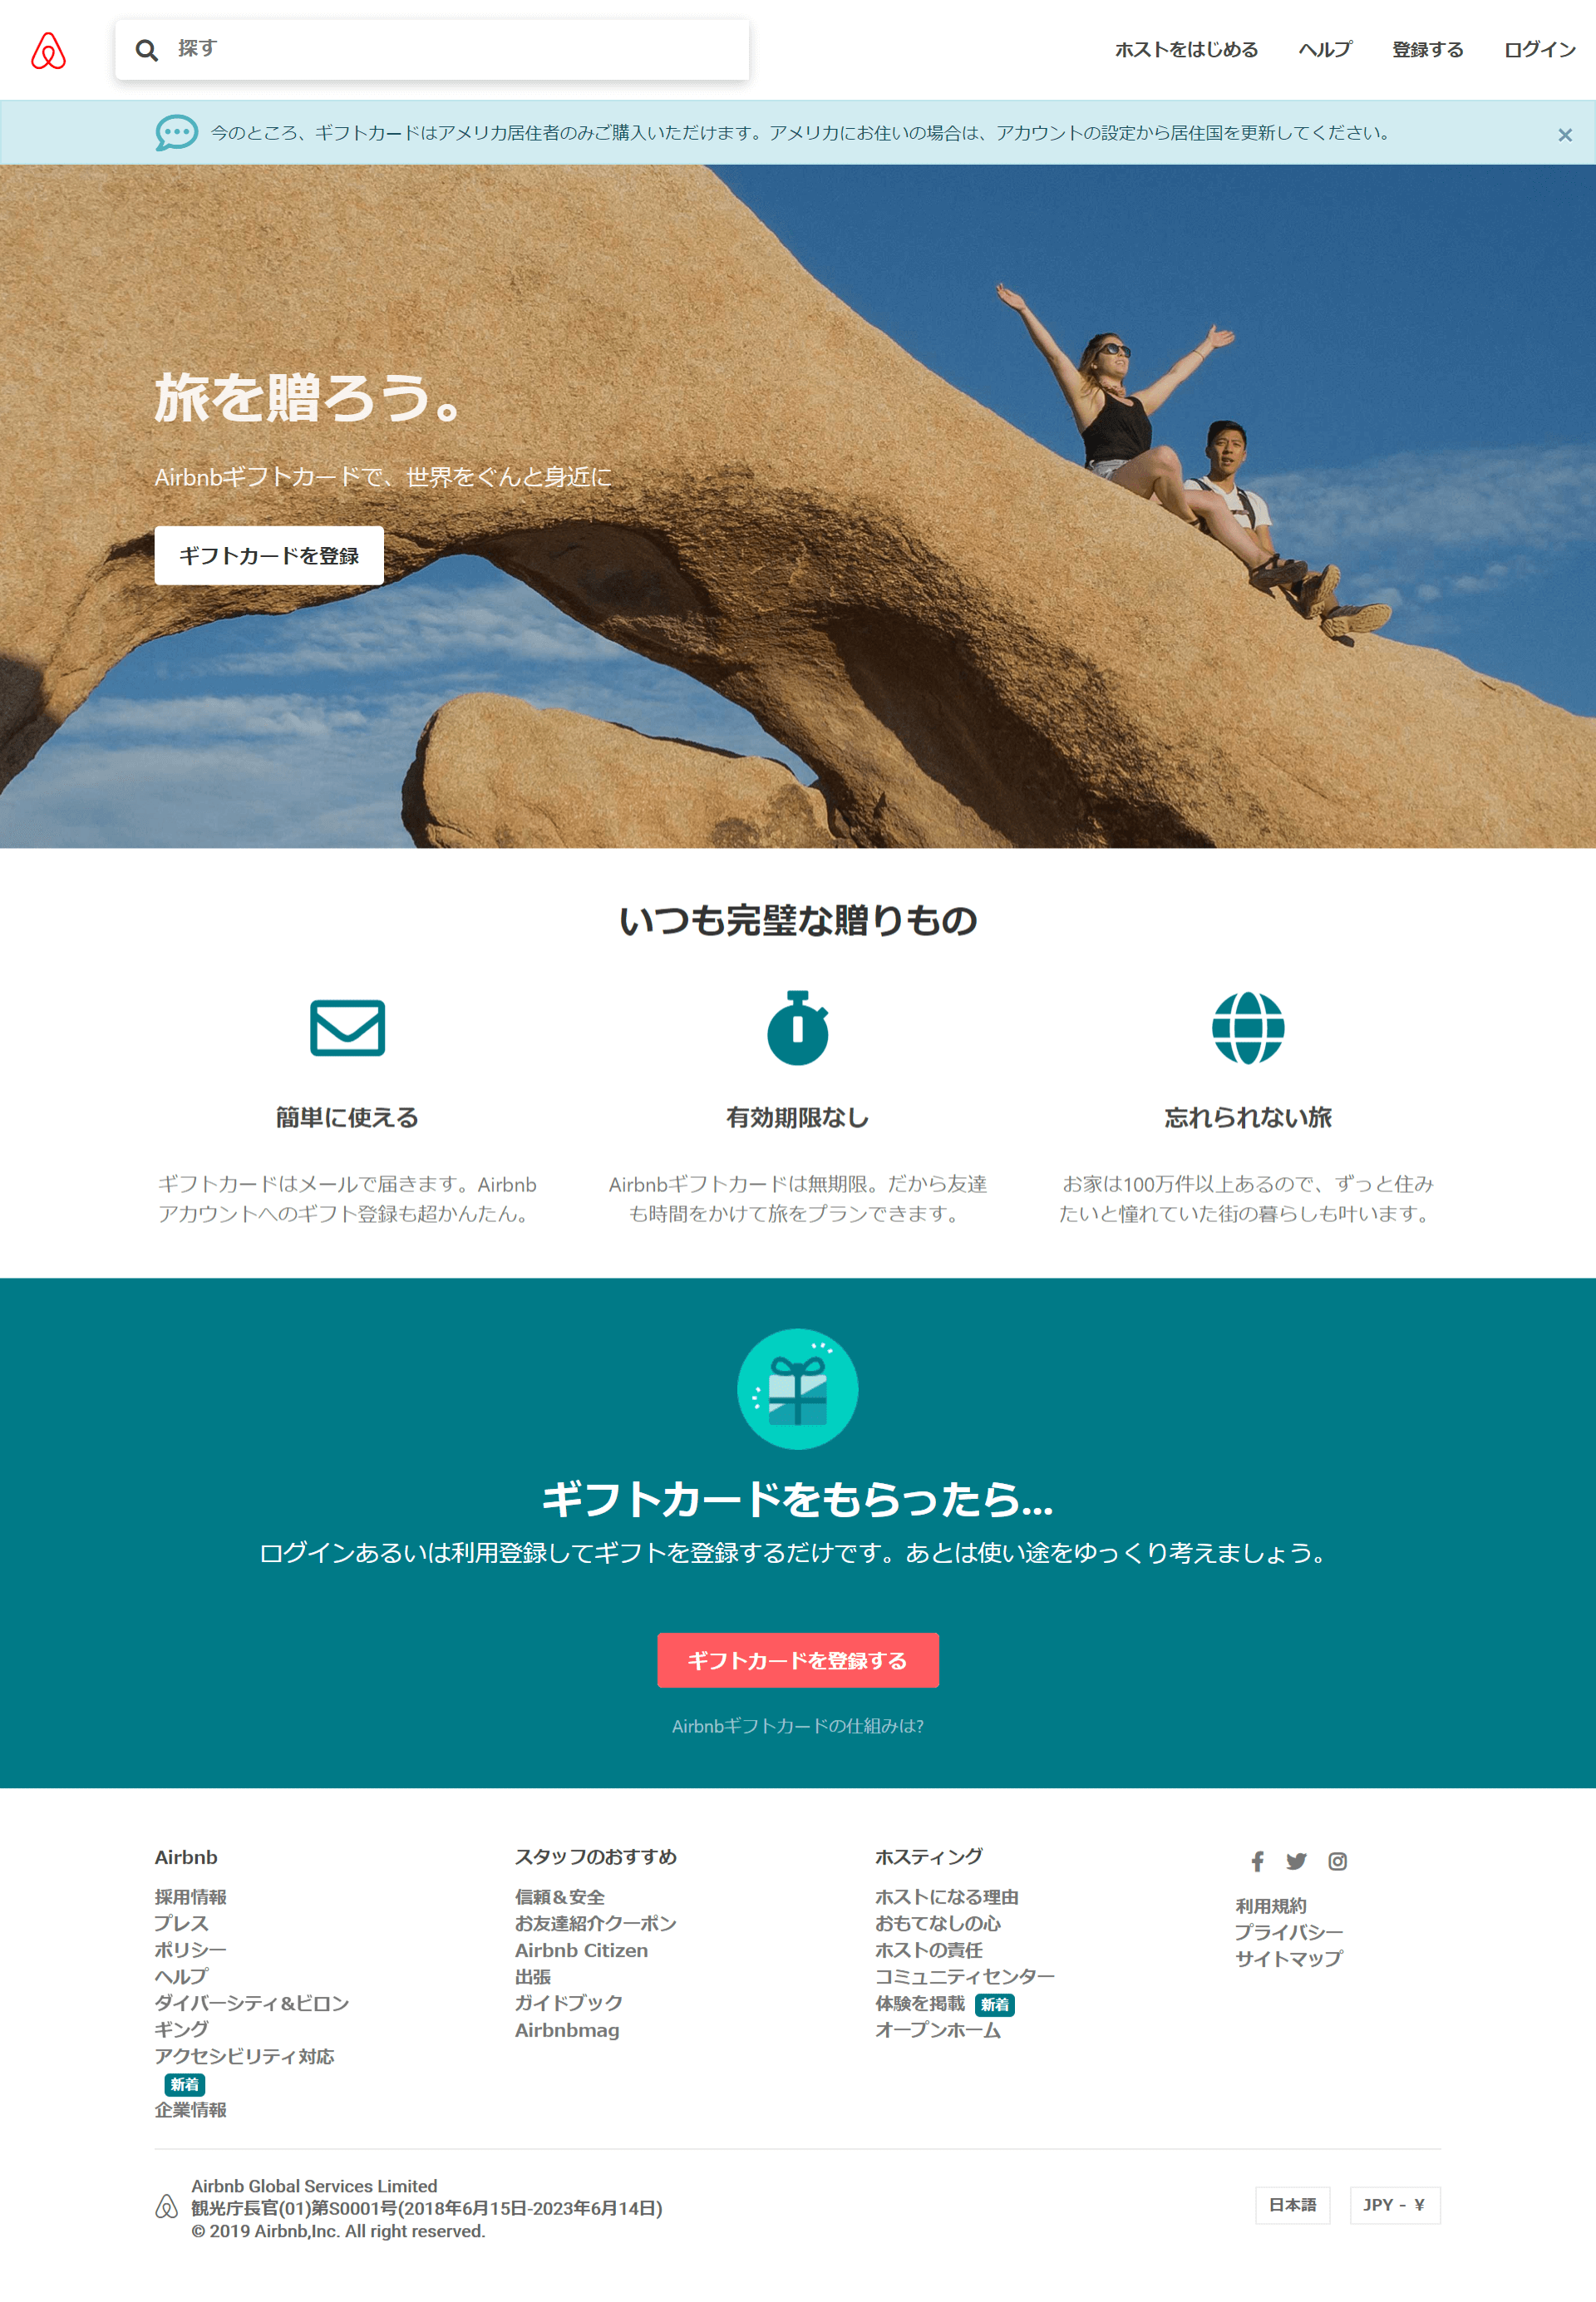 探す
ホストをはじめる ヘルプ 登録する ログイン
今のところ、ギフトカードはアメリカ居住者のみご購入いただけます。アメリカにお住いの場合は、アカウントの設定から居住国を更新してください。
旅を贈ろう。
Airbnbギフトカードで、世界をぐんと身近に
ギフトカードを登録
いつも完璧な贈りもの
簡単に使える
ギフトカードはメールで届きます。Airbnb
アカウントへのギフト登録も超かんたん。
有効期限なし
Airbnbギフトカードは無期限。だから友達
も時間をかけて旅をプランできます。
忘れられない旅
お家は100万件以上あるので、ずっと住み
たいと憧れていた街の暮らしも叶います。
ギフトカードをもらったら...
ログインあるいは利用登録してギフトを登録するだけです。あとは使い途をゆっくり考えましょう。
ギフトカードを登録する
Airbnbギフトカードの仕組みは?
Airbnb
採用情報
プレス
ポリシー
ヘルプ
ダイバーシティ&ビロン
ギング
アクセシビリティ対応
新着
企業情報
スタッフのおすすめ
信頼＆安全
お友達紹介クーポン
Airbnb Citizen
出張
ガイドブック
Airbnbmag
ホスティング
ホストになる理由
おもてなしの心
ホストの責任
コミュニティセンター
体験を掲載 新着
オープンホーム
利用規約
プライバシー
サイトマップ
Airbnb Global Services Limited
観光庁長官(01)第S0001号(2018年6月15日-2023年6月14日)
© 2019 Airbnb,Inc. All right reserved.
日本語
JPY - ¥